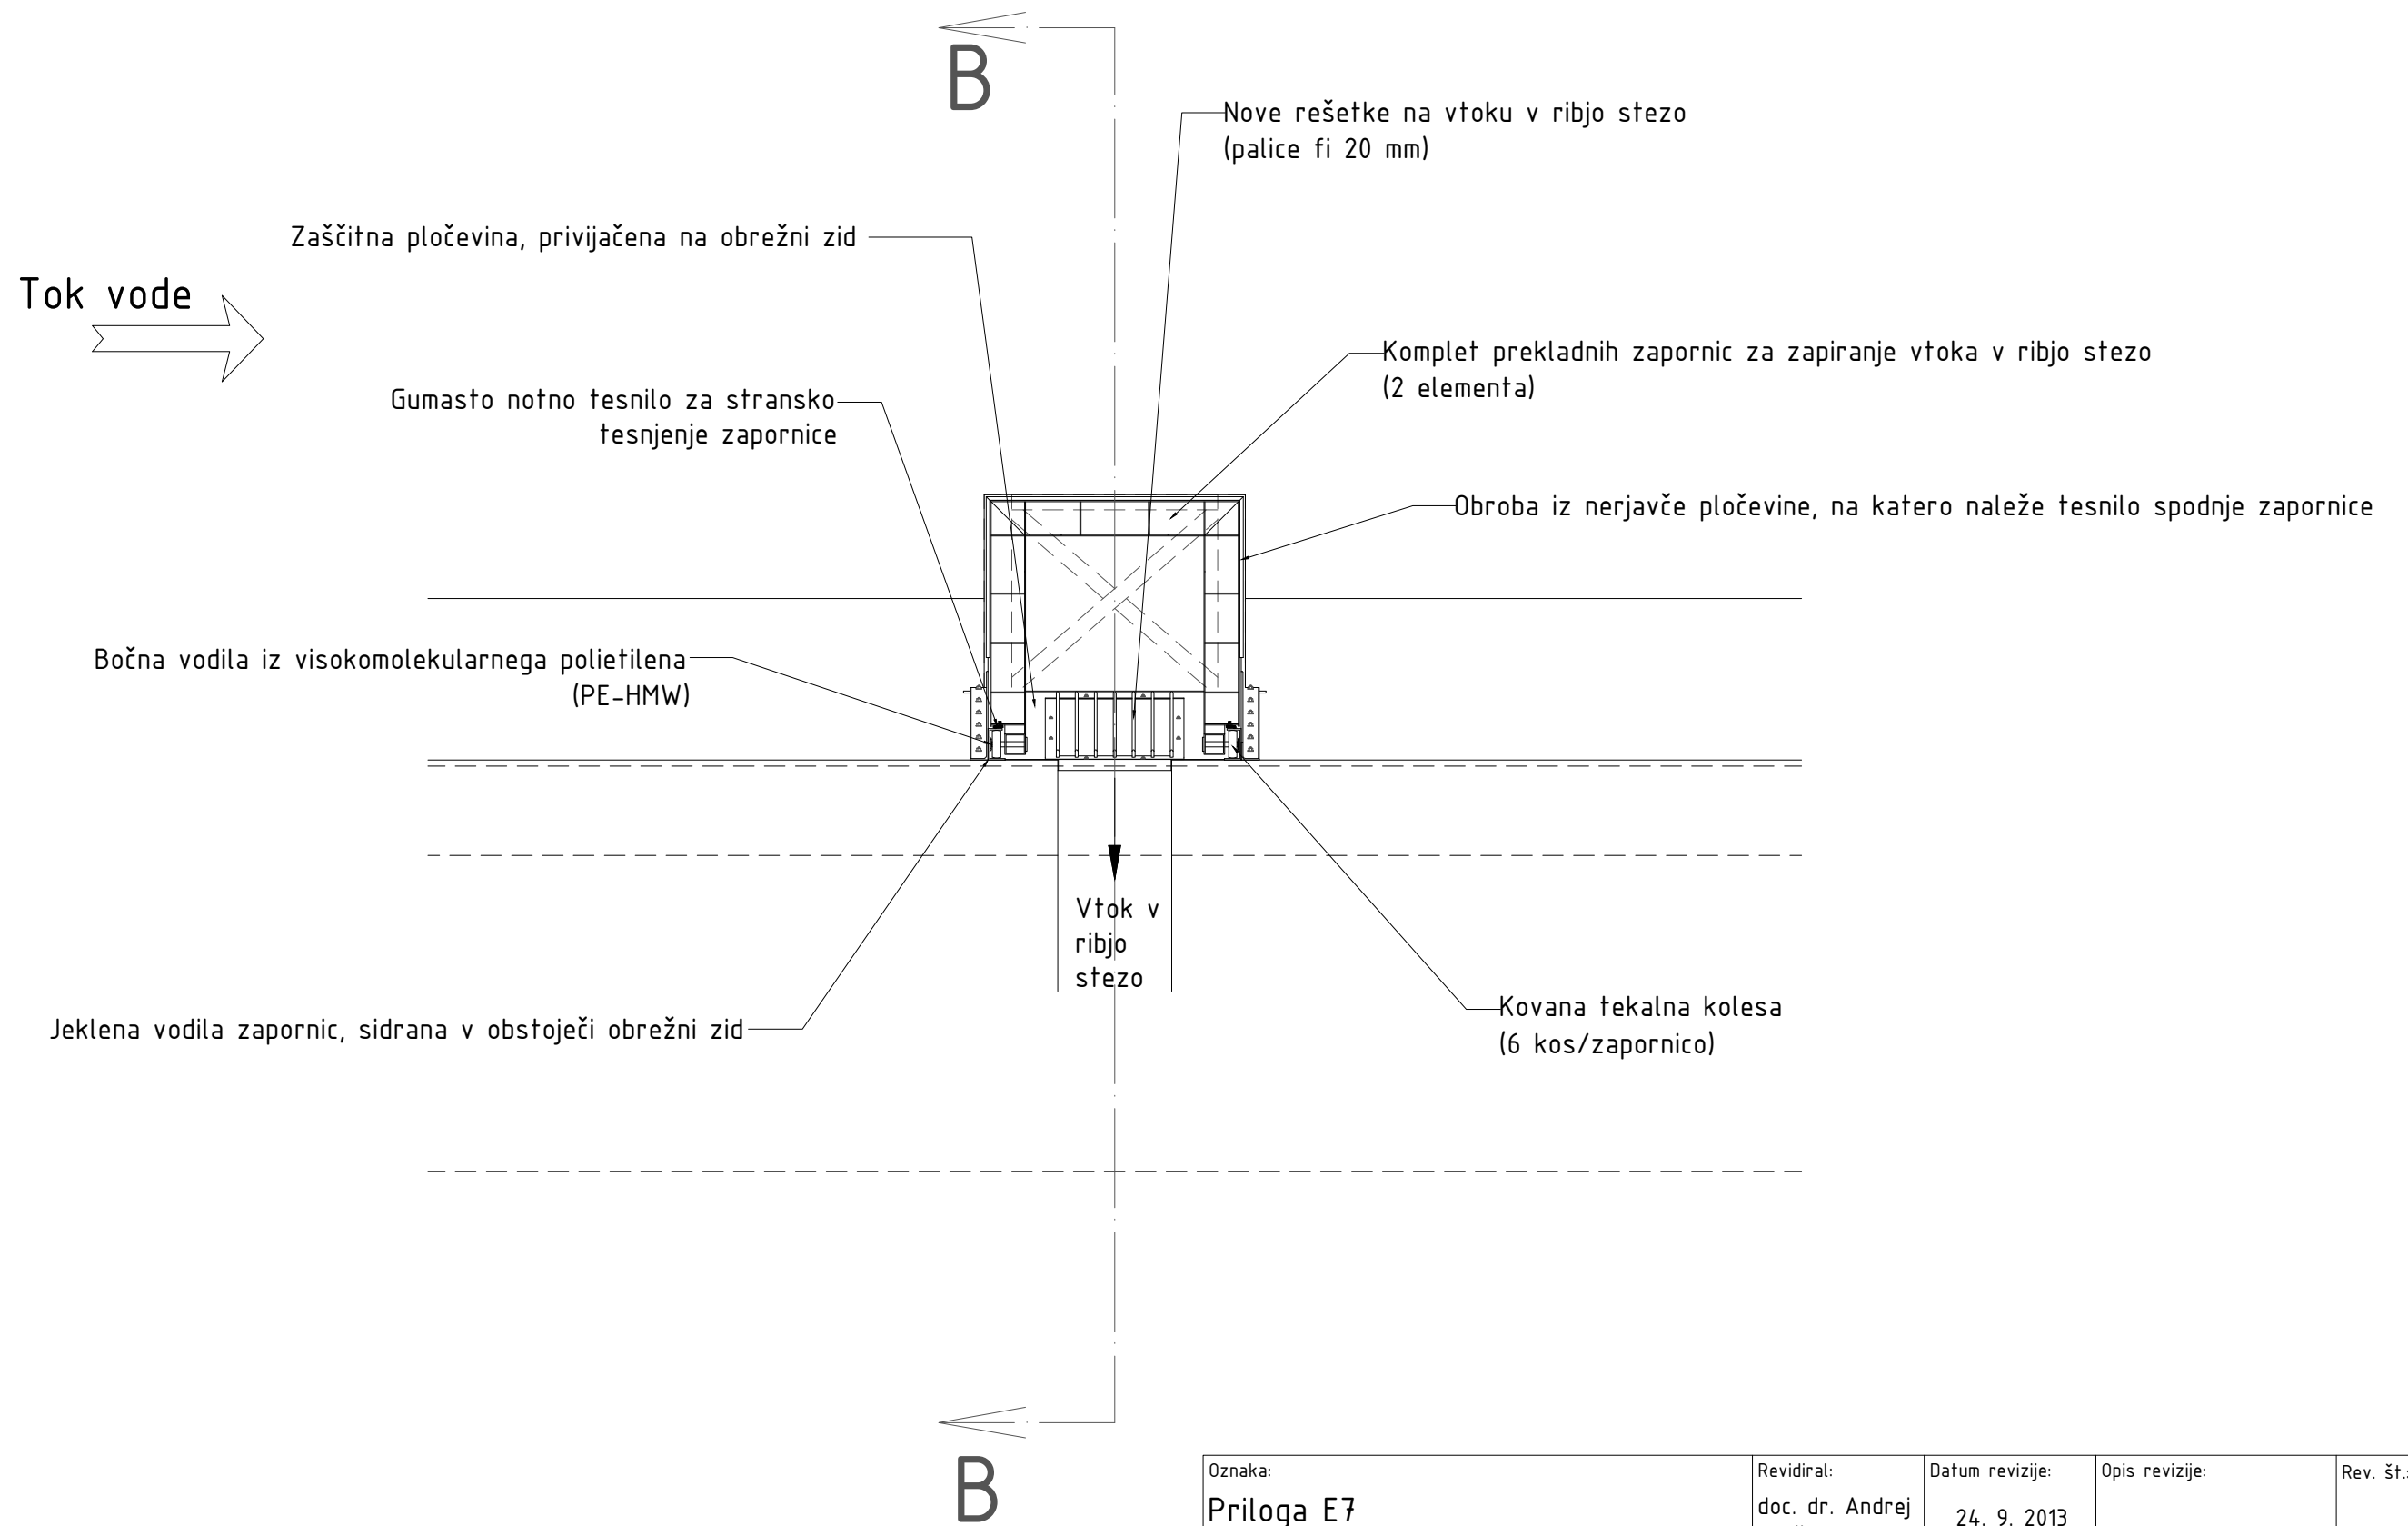 B
Nove rešetke na vtoku v ribjo stezo
(palice fi 20 mm)
Zaščitna pločevina, privijačena na obrežni zid
Tok vode
Komplet prekladnih zapornic za zapiranje vtoka v ribjo stezo
(2 elementa)
Gumasto notno tesnilo za stransko
tesnjenje zapornice
Obroba iz nerjavče pločevine, na katero naleže tesnilo spodnje zapornice
Bočna vodila iz visokomolekularnega polietilena
(PE-HMW)
Vtok v
ribjo
stezo
Jeklena vodila zapornic, sidrana v obstoječi obrežni zid
Kovana tekalna kolesa
(6 kos/zapornico)
B
Oznaka:
Priloga E7
Revidiral:
doc. dr. Andrej
Datum revizije:
24. 9. 2013
Opis revizije:
Rev. št.: